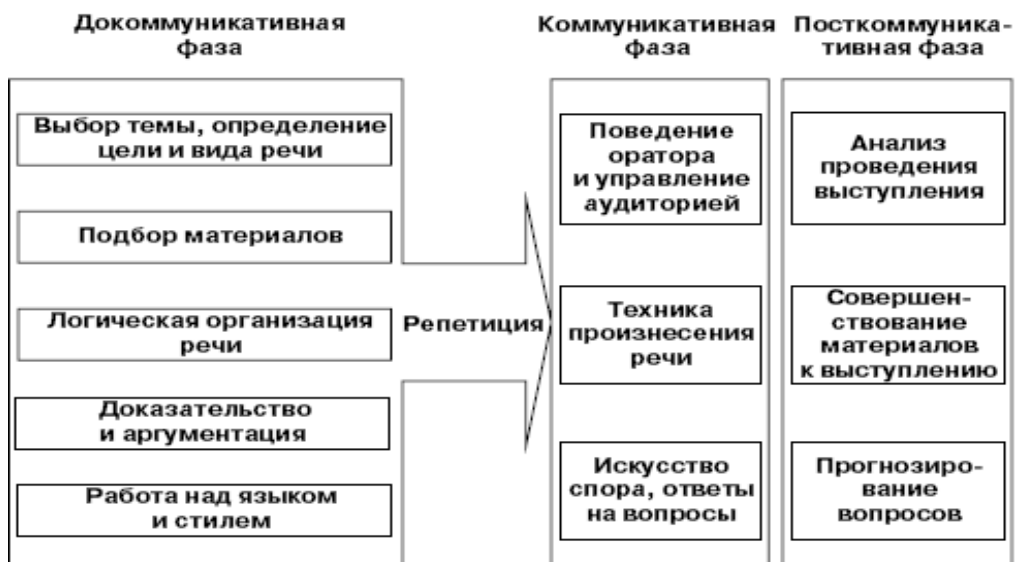 Докоммуникативная
фаза
Выбор темы, определение
цели и вида речи
Подбор материалов
Логическая организация
речи
Доказательство
и аргументация
Работа над языком
и стилем
Репетиция
Коммуникативная
фаза
Поведение
оратора
и управление
аудиторией
Техника
произнесения
речи
Искусство
спора, ответы
на вопросы
Посткоммуника-
тивная фаза
Анализ
проведения
выступления
Совершен-
ствование
материалов
к выступлению
Прогнозиро-
вание
вопросов